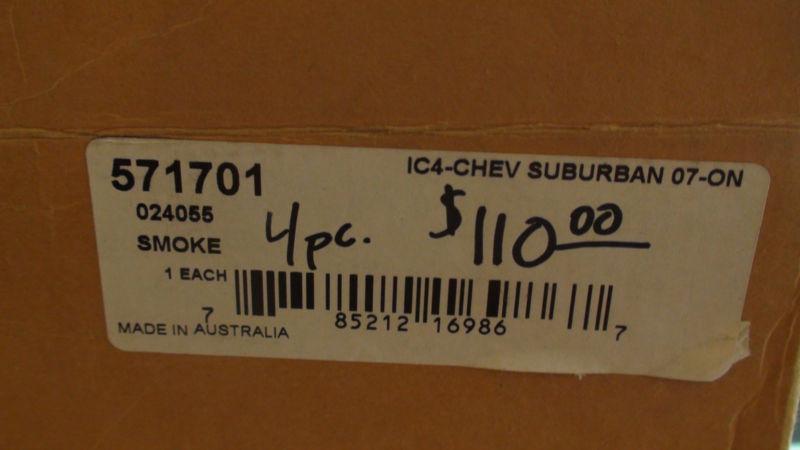 571701
IC4-CHEV SUBURBAN 07-ON
024055
SMOKE
4pc.
$110.00
1 EACH
7 85212 16986 7
MADE IN AUSTRALIA